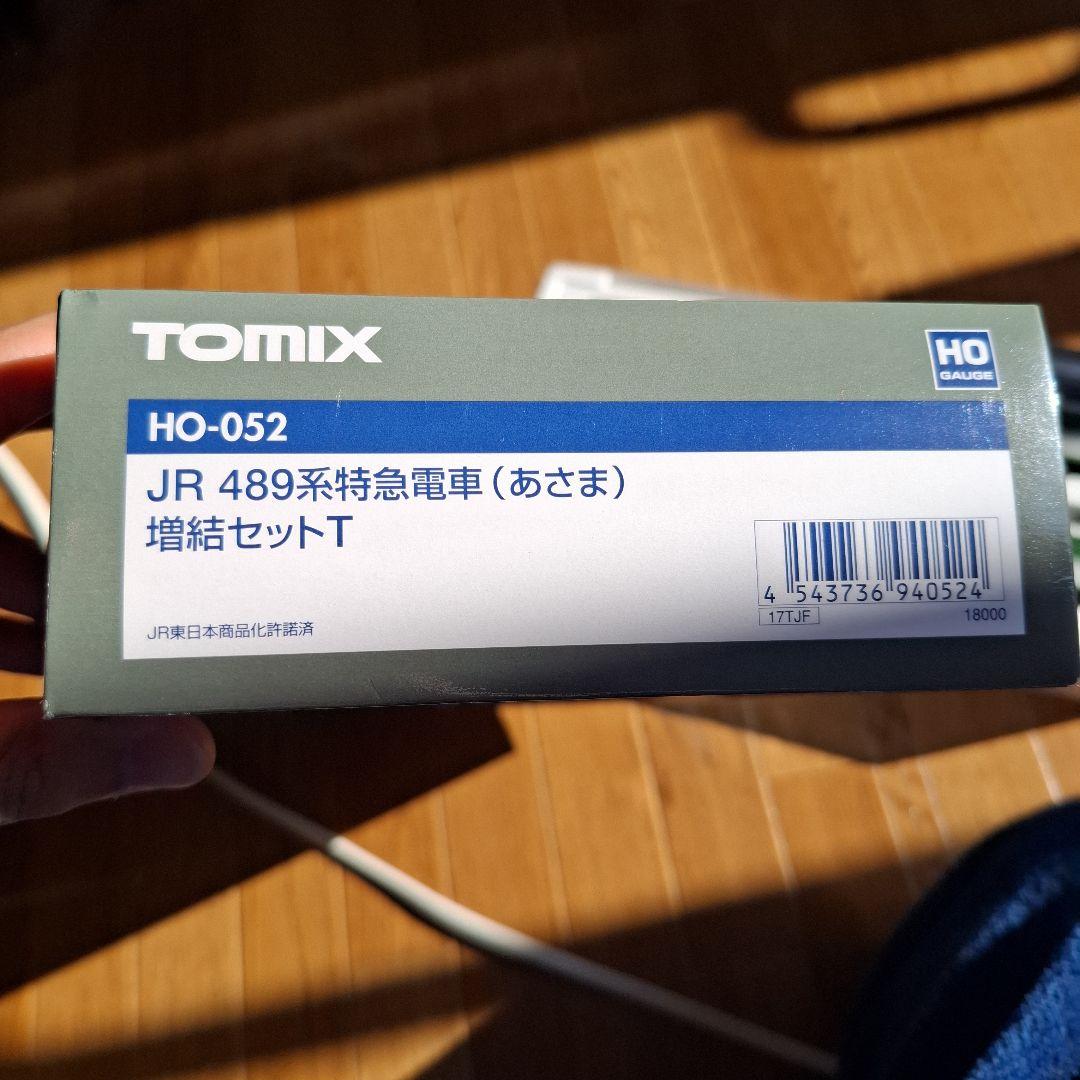 TOMIX
HO
GAUGE
HO-052
JR 489系特急電車(あさま)
増結セットT
4 543736 940524
17TJF
18000
JR東日本商品化許諾済